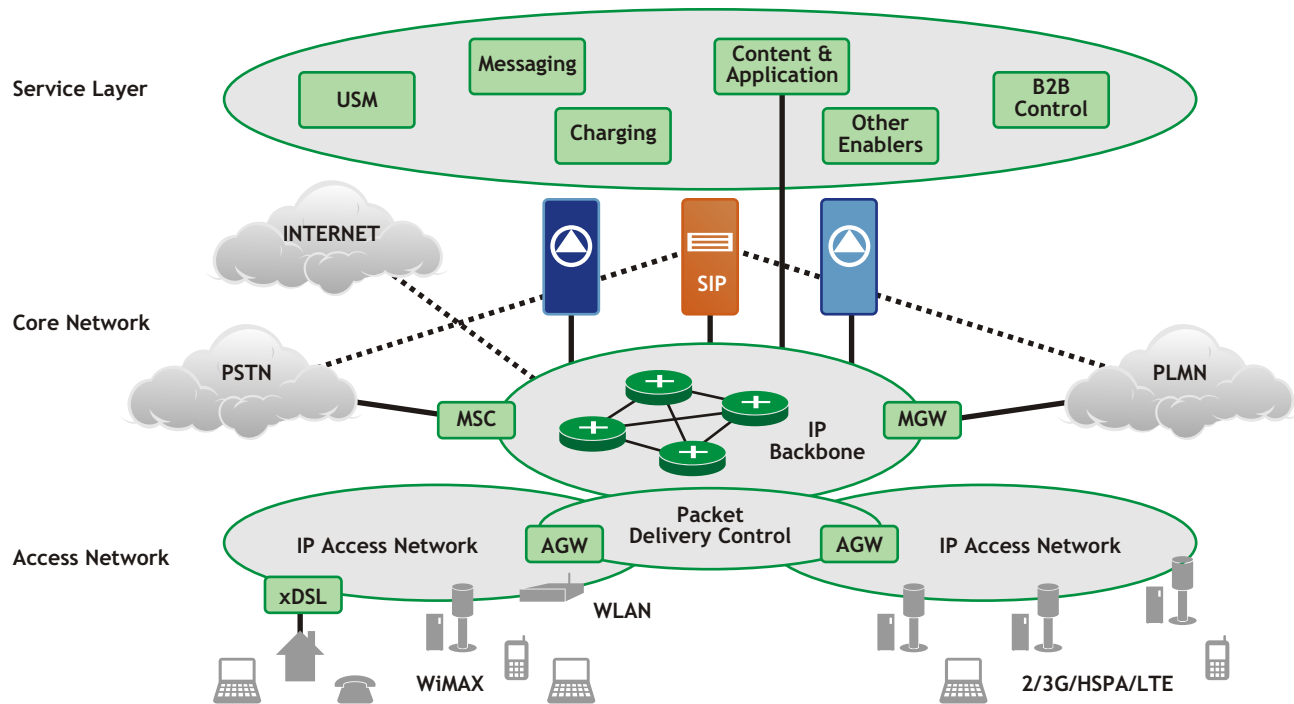 Service Layer
USM
Messaging
Charging
Content &
Application
Other
Enablers
B2B
Control
INTERNET
SIP
Core Network
PSTN
PLMN
MSC
MGW
IP
Backbone
Packet
Delivery Control
Access Network
IP Access Network
AGW
AGW
IP Access Network
xDSL
WLAN
WiMAX
2/3G/HSPA/LTE